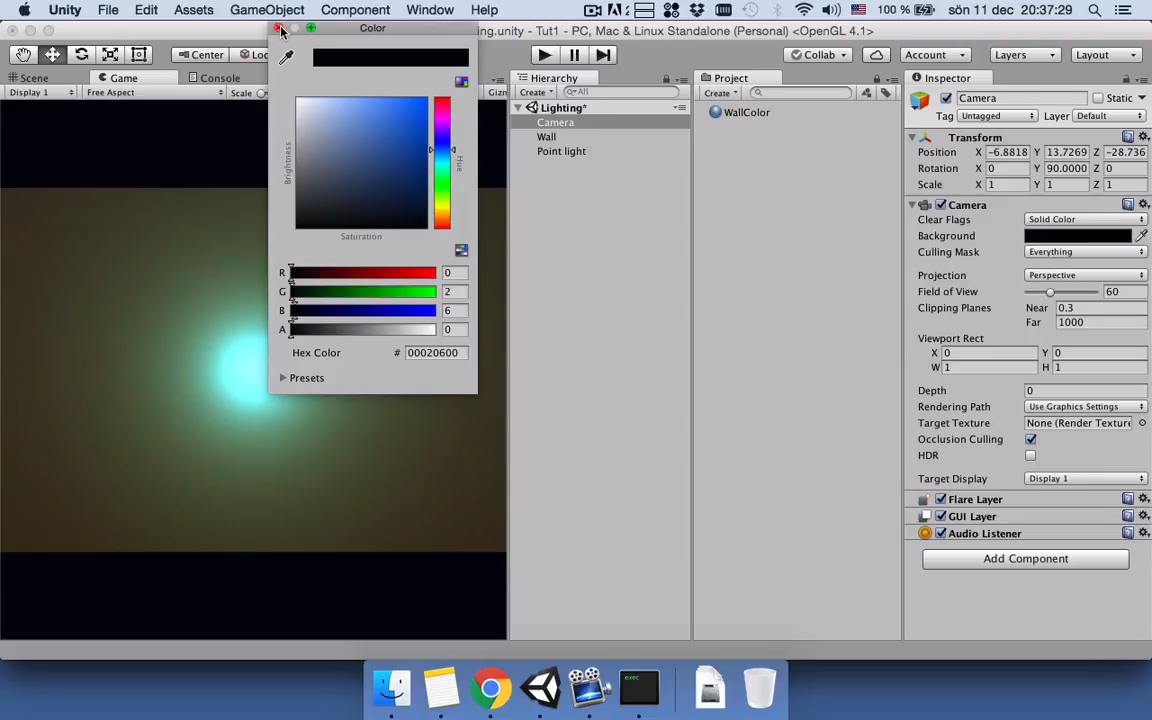 Unity File Edit Assets GameObject Component Window Help 100 % sön 11 dec 20:37:29
Color
ing.unity - Tut1 - PC, Mac & Linux Standalone (Personal) <OpenGL 4.1>
Center
Collab
Account
Layers
Layout
Scene
Game
Console
Display 1
Free Aspect
Scale
Brightness
Hue
Saturation
R 0
G 2
B 6
A 0
Hex Color # 00020600
Presets
Hierarchy
Create
All
Lighting*
Camera
Wall
Point light
Project
Create
WallColor
Inspector
Camera
Static
Tag Untagged Layer Default
Transform
Position X -6.8818 Y 13.7269 Z -28.736
Rotation X 0 Y 90.0000 Z 0
Scale X 1 Y 1 Z 1
Camera
Clear Flags Solid Color
Background
Culling Mask Everything
Projection Perspective
Field of View 60
Clipping Planes Near 0.3
Far 1000
Viewport Rect
X 0 Y 0
W 1 H 1
Depth 0
Rendering Path Use Graphics Settings
Target Texture None (Render Texture
Occlusion Culling
HDR
Target Display Display 1
Flare Layer
GUI Layer
Audio Listener
Add Component
exec